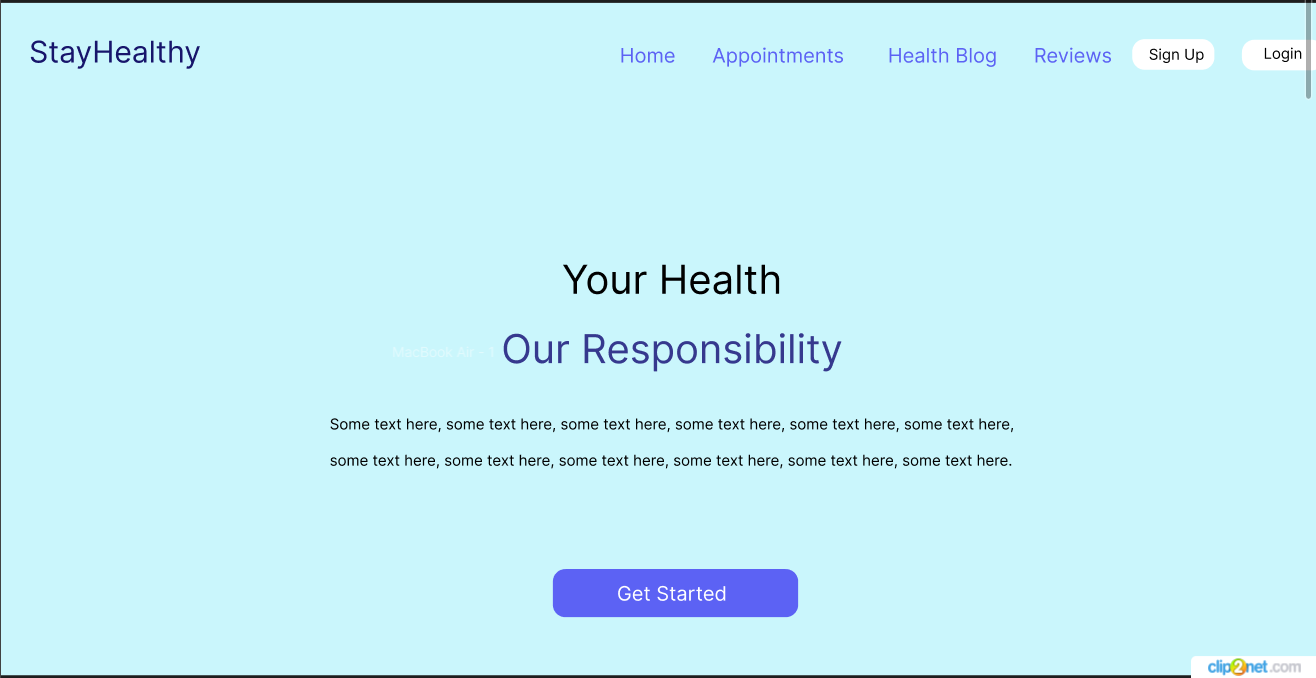 StayHealthy
Home Appointments Health Blog Reviews Sign Up Login
Your Health
MacBook Air - 1
Our Responsibility
Some text here, some text here, some text here, some text here, some text here, some text here,
some text here, some text here, some text here, some text here, some text here, some text here.
Get Started
clip2net.com